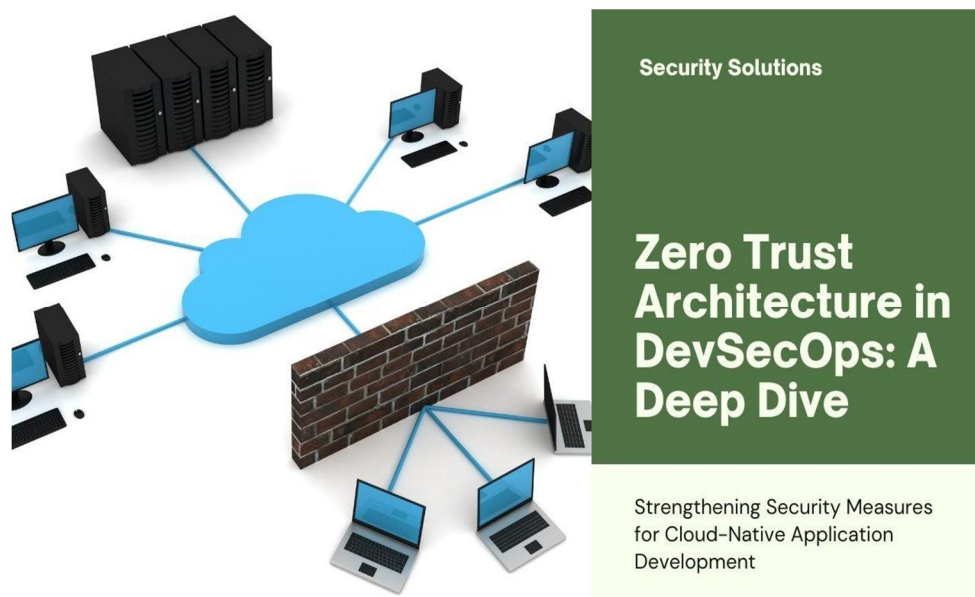 Security Solutions
Zero Trust
Architecture in
DevSecOps: A
Deep Dive
Strengthening Security Measures
for Cloud-Native Application
Development